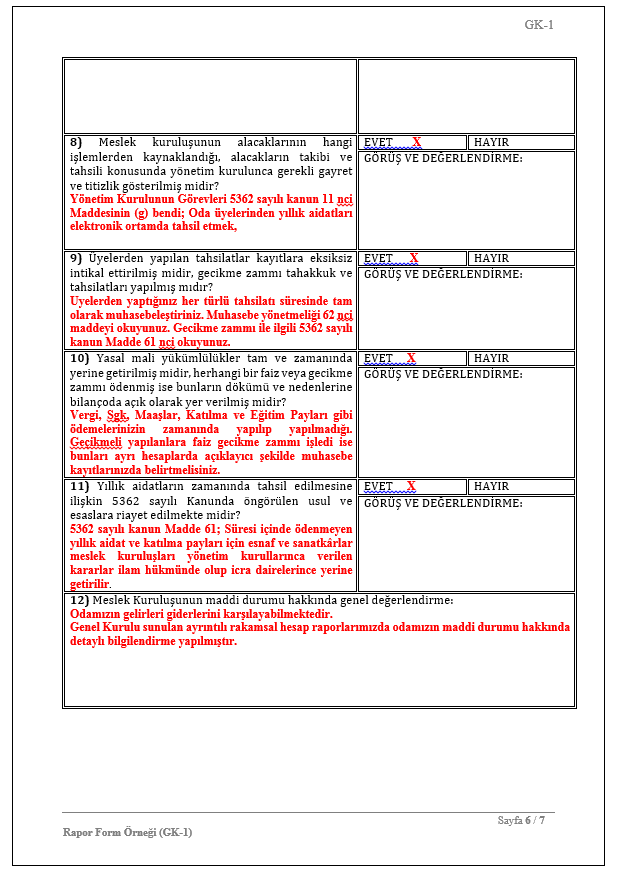 GK-1
8) Meslek kuruluşunun alacaklarının hangi
işlemlerden kaynaklandığı, alacakların takibi ve
tahsili konusunda yönetim kurulunca gerekli gayret
ve titizlik gösterilmiş midir?
Yönetim Kurulunun Görevleri 5362 sayılı kanun 11 nci
Maddesinin (g) bendi; Oda üyelerinden yıllık aidatları
elektronik ortamda tahsil etmek,
EVET X HAYIR
GÖRÜŞ VE DEĞERLENDİRME:
9) Üyelerden yapılan tahsilatlar kayıtlara eksiksiz
intikal ettirilmiş midir, gecikme zammı tahakkuk ve
tahsilatları yapılmış mıdır?
Uyelerden yaptığınız her türlü tahsilatı süresinde tam
olarak muhasebeleştiriniz. Muhasebe yönetmeliği 62 nci
maddeyi okuyunuz. Gecikme zammı ile ilgili 5362 sayılı
kanun Madde 61 nci okuyunuz.
EVET X HAYIR
GÖRÜŞ VE DEĞERLENDİRME:
10) Yasal mali yükümlülükler tam ve zamanında
yerine getirilmiş midir, herhangi bir faiz veya gecikme
zammı ödenmiş ise bunların dökümü ve nedenlerine
bilançoda açık olarak yer verilmiş midir?
Vergi, Sgk, Maaşlar, Katılma ve Eğitim Payları gibi
ödemelerinizin zamanında yapılıp yapılmadığı.
Geçikmeli yapılanlara faiz gecikme zammı işledi ise
bunları ayrı hesaplarda açıklayıcı şekilde muhasebe
kayıtlarınızda belirtmelisiniz.
EVET X HAYIR
GÖRÜŞ VE DEĞERLENDİRME:
11) Yıllık aidatların zamanında tahsil edilmesine
ilişkin 5362 sayılı Kanunda öngörülen usul ve
esaslara riayet edilmekte midir?
5362 sayılı kanun Madde 61; Süresi içinde ödenmeyen
yıllık aidat ve katılma payları için esnaf ve sanatkârlar
meslek kuruluşları yönetim kurullarınca verilen
kararlar ilam hükmünde olup icra dairelerince yerine
getirilir.
EVET X HAYIR
GÖRÜŞ VE DEĞERLENDİRME:
12) Meslek Kuruluşunun maddi durumu hakkında genel değerlendirme:
Odamızın gelirleri giderlerini karşılayabilmektedir.
Genel Kurulu sunulan ayrıntılı rakamsal hesap raporlarımızda odamızın maddi durumu hakkında
detaylı bilgilendirme yapılmıştır.
Sayfa 6 / 7
Rapor Form Örneği (GK-1)